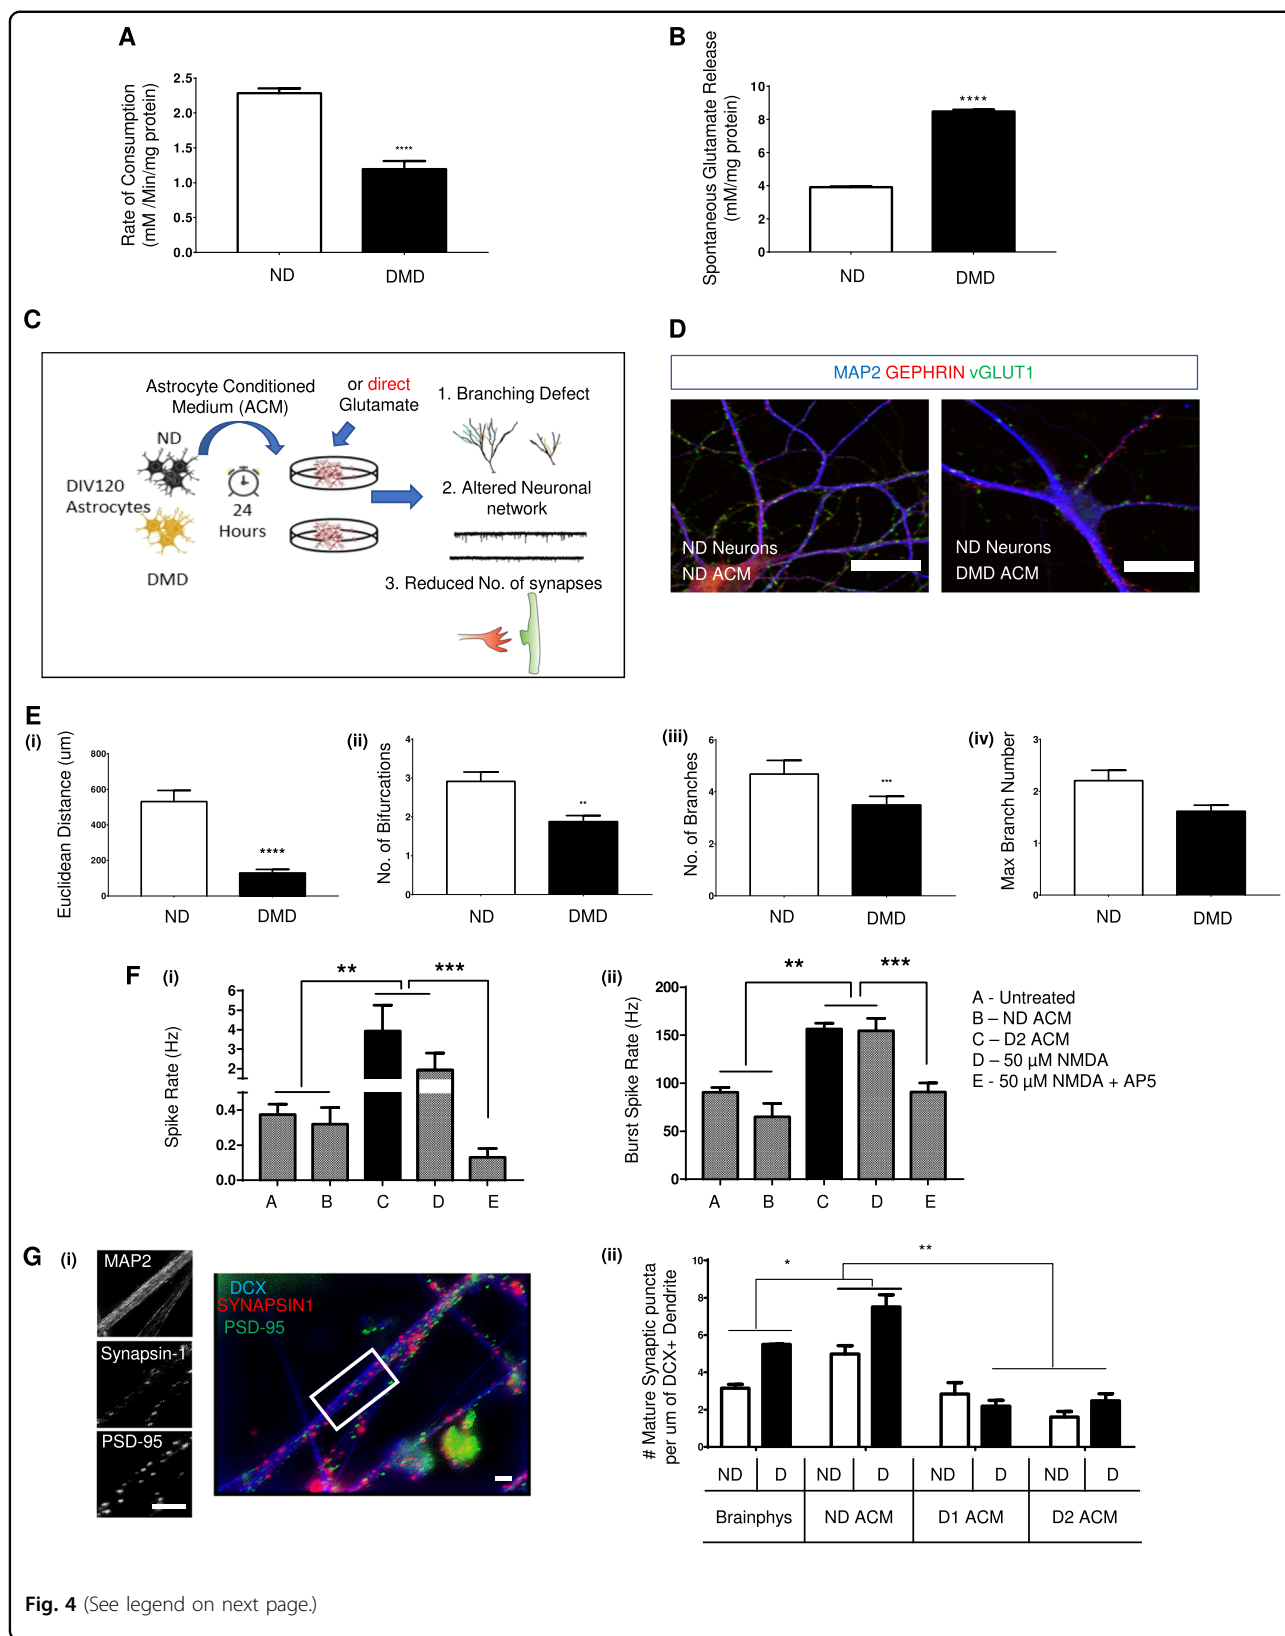 A
Rate of Consumption
(mM /Min/mg protein)
2.5
2.0
1.5
1.0
0.5
0.0
****
ND
DMD
B
Spontaneous Glutamate Release
(mM/mg protein)
10
8
6
4
2
0
****
ND
DMD
C
Astrocyte Conditioned
Medium (ACM)
or direct
Glutamate
ND
DIV120
Astrocytes
24
Hours
DMD
1. Branching Defect
2. Altered Neuronal
network
3. Reduced No. of synapses
D
MAP2 GEPHRIN vGLUT1
ND Neurons
ND ACM
ND Neurons
DMD ACM
E
(i)
Euclidean Distance (um)
800
600
400
200
0
****
ND
DMD
(ii)
No. of Bifurcations
4
3
2
1
0
**
ND
DMD
(iii)
No. of Branches
6
4
2
0
***
ND
DMD
(iv)
Max Branch Number
3
2
1
0
ND
DMD
F
(i)
Spike Rate (Hz)
6
5
4
3
2
1
0.4
0.2
0.0
**
***
A
B
C
D
E
(ii)
Burst Spike Rate (Hz)
200
150
100
50
0
**
***
A
B
C
D
E
A - Untreated
B – ND ACM
C – D2 ACM
D – 50 µM NMDA
E - 50 µM NMDA + AP5
G
(i)
MAP2
Synapsin-1
PSD-95
DCX
SYNAPSIN1
PSD-95
(ii)
# Mature Synaptic puncta
per um of DCX+ Dendrite
10
8
6
4
2
0
*
**
ND D ND D ND D ND D
Brainphys ND ACM D1 ACM D2 ACM
Fig. 4 (See legend on next page.)